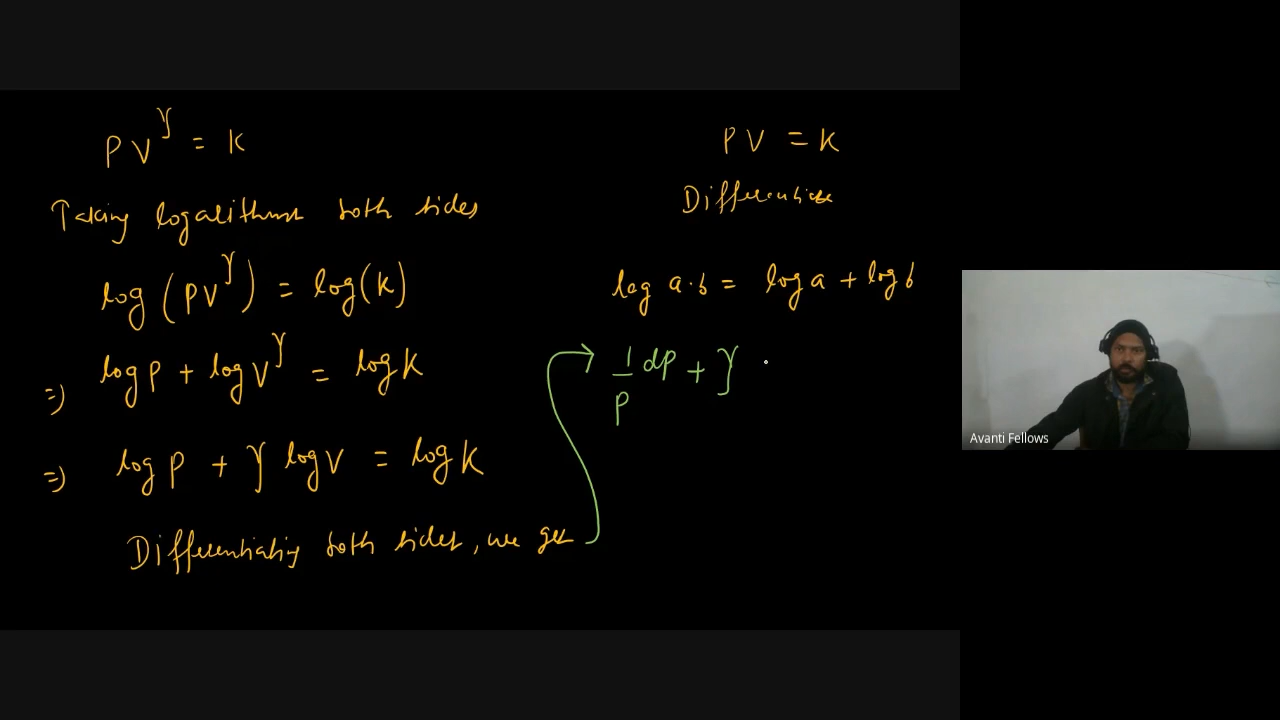 PV^γ = K
Taking logarithms both sides
log (PV^γ) = log(K)
=) log P + log V^γ = log K
=) log P + γ log V = log K
Differentiating both sides, we get
PV = K
Differentiate
log a.b = log a + log b
1/P dP + γ
Avanti Fellows